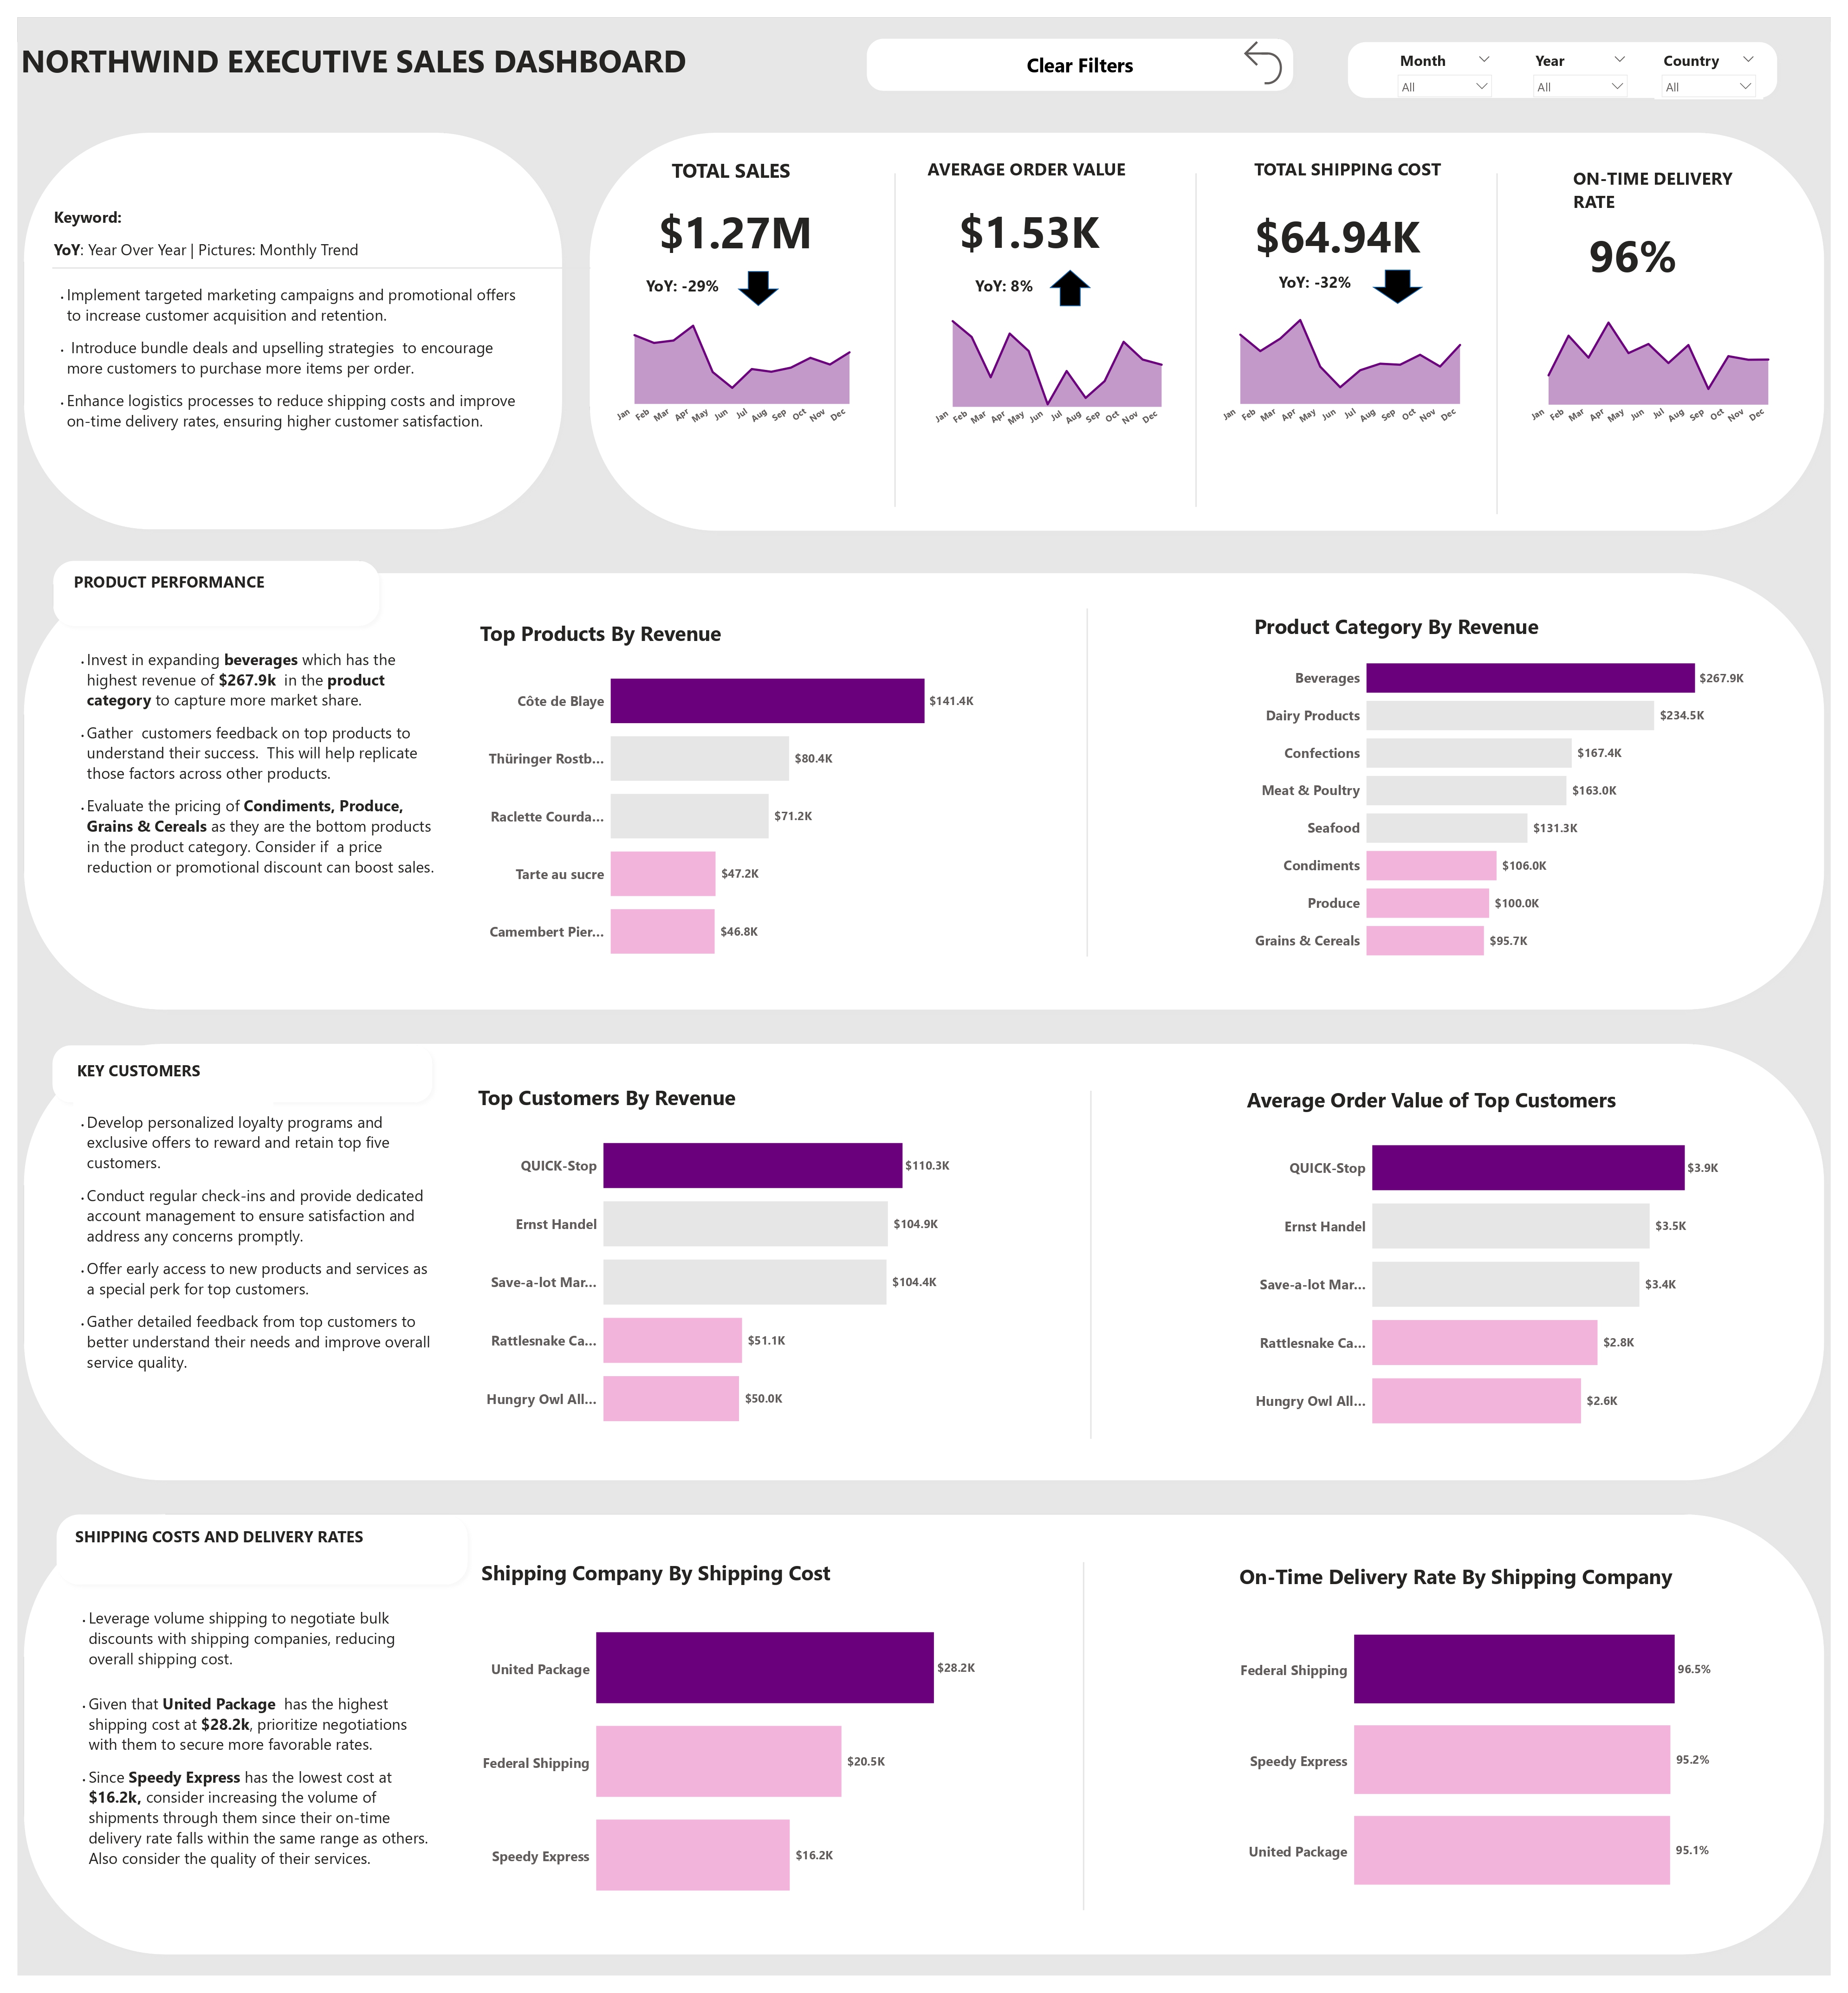 NORTHWIND EXECUTIVE SALES DASHBOARD
Clear Filters
Month
Year
Country
All
All
All
Keyword:
YoY: Year Over Year | Pictures: Monthly Trend
• Implement targeted marketing campaigns and promotional offers
to increase customer acquisition and retention.
• Introduce bundle deals and upselling strategies to encourage
more customers to purchase more items per order.
• Enhance logistics processes to reduce shipping costs and improve
on-time delivery rates, ensuring higher customer satisfaction.
TOTAL SALES
$1.27M
YoY: -29%
Jan Feb Mar Apr May Jun Jul Aug Sep Oct Nov Dec
AVERAGE ORDER VALUE
$1.53K
YoY: 8%
Jan Feb Mar Apr May Jun Jul Aug Sep Oct Nov Dec
TOTAL SHIPPING COST
$64.94K
YoY: -32%
Jan Feb Mar Apr May Jun Jul Aug Sep Oct Nov Dec
ON-TIME DELIVERY
RATE
96%
Jan Feb Mar Apr May Jun Jul Aug Sep Oct Nov Dec
PRODUCT PERFORMANCE
• Invest in expanding beverages which has the
highest revenue of $267.9k in the product
category to capture more market share.
• Gather customers feedback on top products to
understand their success. This will help replicate
those factors across other products.
• Evaluate the pricing of Condiments, Produce,
Grains & Cereals as they are the bottom products
in the product category. Consider if a price
reduction or promotional discount can boost sales.
Top Products By Revenue
Côte de Blaye $141.4K
Thüringer Rostb... $80.4K
Raclette Courda... $71.2K
Tarte au sucre $47.2K
Camembert Pier... $46.8K
Product Category By Revenue
Beverages $267.9K
Dairy Products $234.5K
Confections $167.4K
Meat & Poultry $163.0K
Seafood $131.3K
Condiments $106.0K
Produce $100.0K
Grains & Cereals $95.7K
KEY CUSTOMERS
• Develop personalized loyalty programs and
exclusive offers to reward and retain top five
customers.
• Conduct regular check-ins and provide dedicated
account management to ensure satisfaction and
address any concerns promptly.
• Offer early access to new products and services as
a special perk for top customers.
• Gather detailed feedback from top customers to
better understand their needs and improve overall
service quality.
Top Customers By Revenue
QUICK-Stop $110.3K
Ernst Handel $104.9K
Save-a-lot Mar... $104.4K
Rattlesnake Ca... $51.1K
Hungry Owl All... $50.0K
Average Order Value of Top Customers
QUICK-Stop $3.9K
Ernst Handel $3.5K
Save-a-lot Mar... $3.4K
Rattlesnake Ca... $2.8K
Hungry Owl All... $2.6K
SHIPPING COSTS AND DELIVERY RATES
• Leverage volume shipping to negotiate bulk
discounts with shipping companies, reducing
overall shipping cost.
• Given that United Package has the highest
shipping cost at $28.2k, prioritize negotiations
with them to secure more favorable rates.
• Since Speedy Express has the lowest cost at
$16.2k, consider increasing the volume of
shipments through them since their on-time
delivery rate falls within the same range as others.
Also consider the quality of their services.
Shipping Company By Shipping Cost
United Package $28.2K
Federal Shipping $20.5K
Speedy Express $16.2K
On-Time Delivery Rate By Shipping Company
Federal Shipping 96.5%
Speedy Express 95.2%
United Package 95.1%